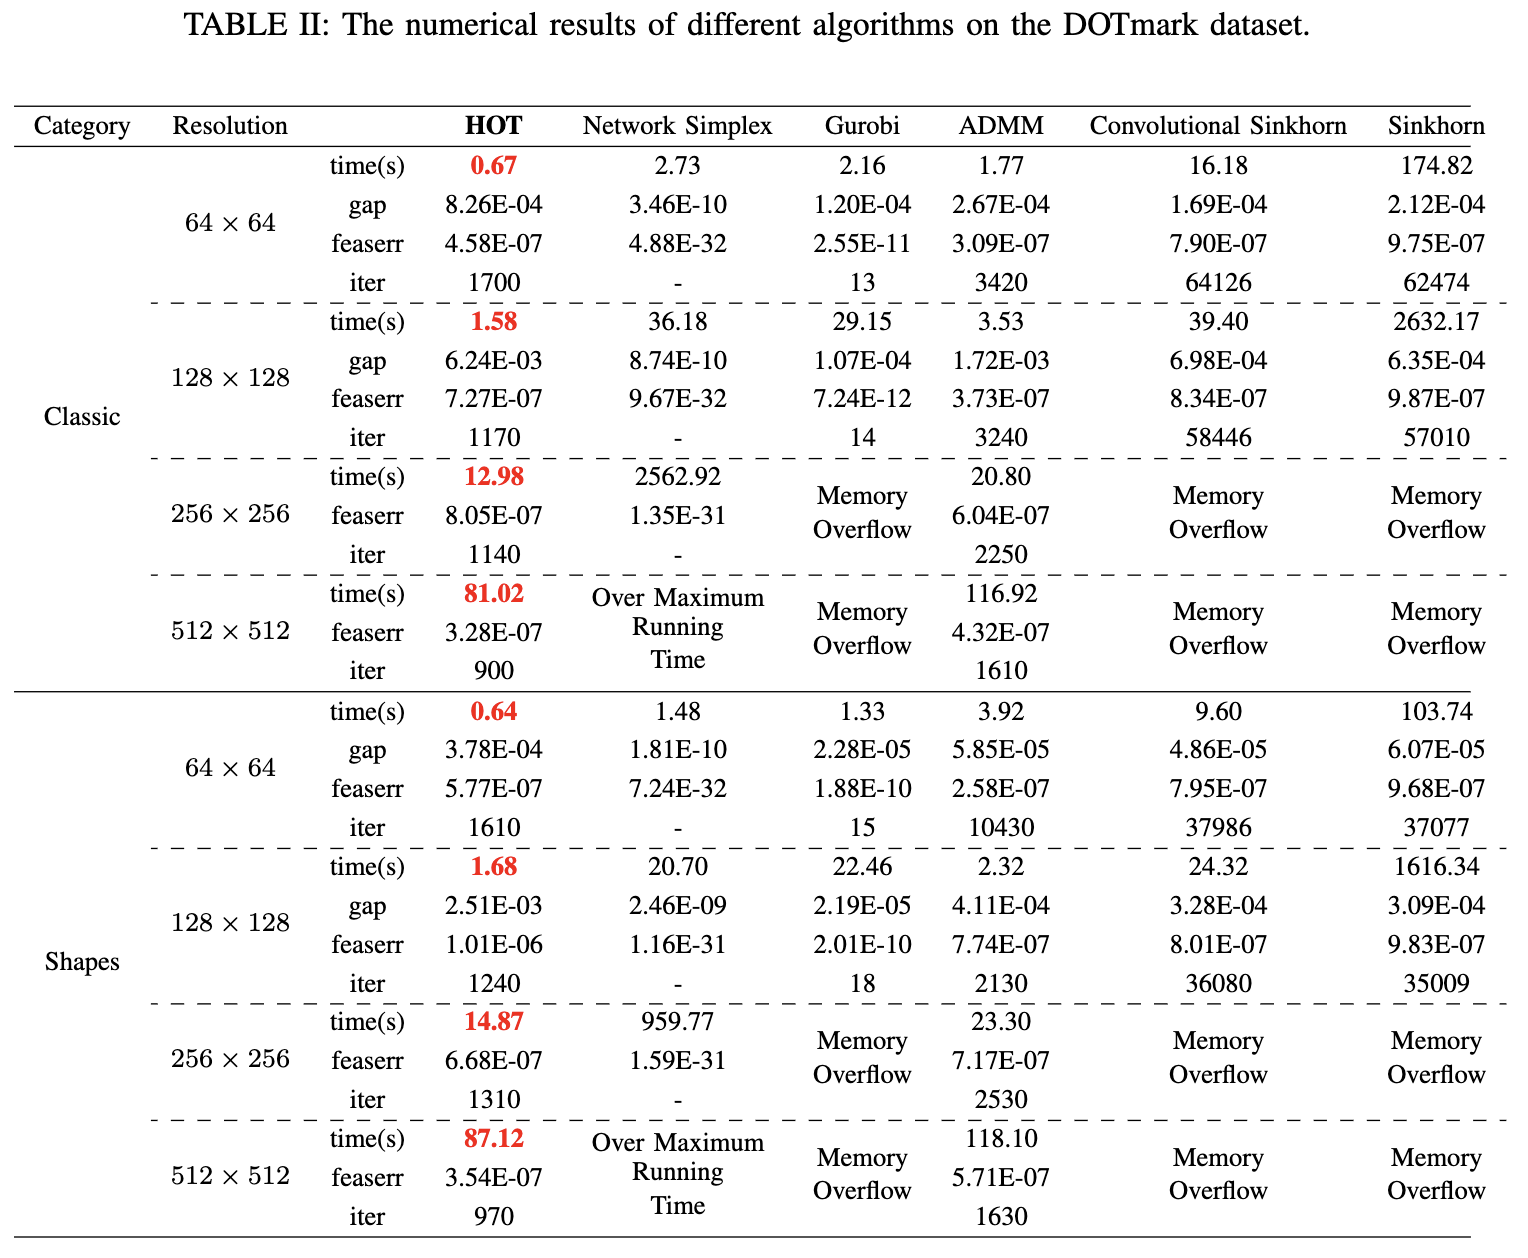 TABLE II: The numerical results of different algorithms on the DOTmark dataset.
Category Resolution HOT Network Simplex Gurobi ADMM Convolutional Sinkhorn Sinkhorn
Classic
64 × 64
time(s) 0.67 2.73 2.16 1.77 16.18 174.82
gap 8.26E-04 3.46E-10 1.20E-04 2.67E-04 1.69E-04 2.12E-04
feaserr 4.58E-07 4.88E-32 2.55E-11 3.09E-07 7.90E-07 9.75E-07
iter 1700 - 13 3420 64126 62474
128 × 128
time(s) 1.58 36.18 29.15 3.53 39.40 2632.17
gap 6.24E-03 8.74E-10 1.07E-04 1.72E-03 6.98E-04 6.35E-04
feaserr 7.27E-07 9.67E-32 7.24E-12 3.73E-07 8.34E-07 9.87E-07
iter 1170 - 14 3240 58446 57010
256 × 256
time(s) 12.98 2562.92 Memory Overflow 20.80 Memory Overflow Memory Overflow
feaserr 8.05E-07 1.35E-31 6.04E-07
iter 1140 - 2250
512 × 512
time(s) 81.02 Over Maximum Running Time Memory Overflow 116.92 Memory Overflow Memory Overflow
feaserr 3.28E-07 4.32E-07
iter 900 1610
Shapes
64 × 64
time(s) 0.64 1.48 1.33 3.92 9.60 103.74
gap 3.78E-04 1.81E-10 2.28E-05 5.85E-05 4.86E-05 6.07E-05
feaserr 5.77E-07 7.24E-32 1.88E-10 2.58E-07 7.95E-07 9.68E-07
iter 1610 - 15 10430 37986 37077
128 × 128
time(s) 1.68 20.70 22.46 2.32 24.32 1616.34
gap 2.51E-03 2.46E-09 2.19E-05 4.11E-04 3.28E-04 3.09E-04
feaserr 1.01E-06 1.16E-31 2.01E-10 7.74E-07 8.01E-07 9.83E-07
iter 1240 - 18 2130 36080 35009
256 × 256
time(s) 14.87 959.77 Memory Overflow 23.30 Memory Overflow Memory Overflow
feaserr 6.68E-07 1.59E-31 7.17E-07
iter 1310 - 2530
512 × 512
time(s) 87.12 Over Maximum Running Time Memory Overflow 118.10 Memory Overflow Memory Overflow
feaserr 3.54E-07 5.71E-07
iter 970 1630